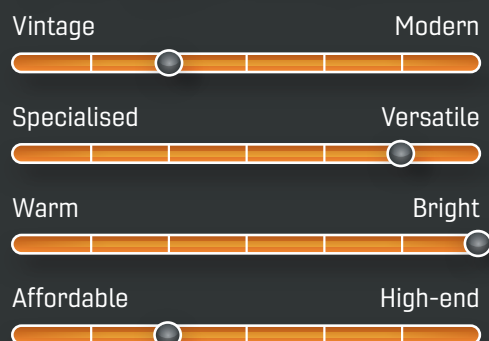 Vintage Modern
Specialised Versatile
Warm Bright
Affordable High-end